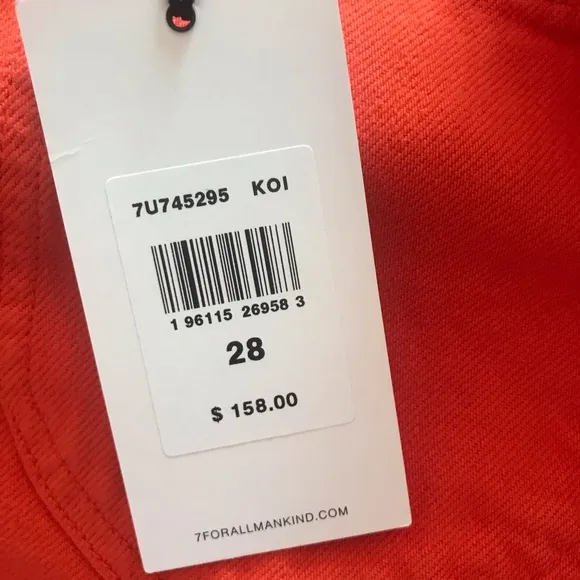 7U745295 KOI
1 96115 26958 3
28
$ 158.00
7FORALLMANKIND.COM